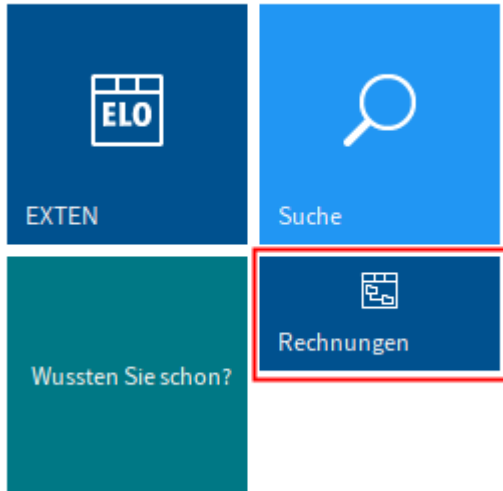 ELO
EXTEN
Suche
Rechnungen
Wussten Sie schon?